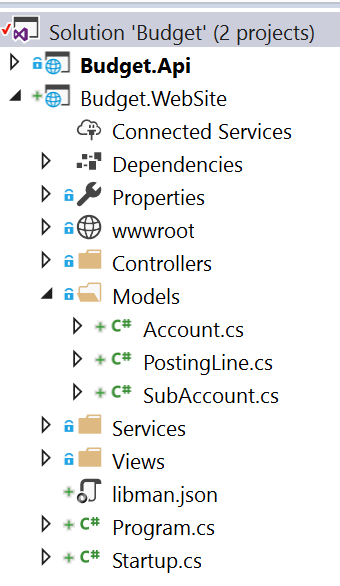 Solution 'Budget' (2 projects)
Budget.Api
Budget.WebSite
Connected Services
Dependencies
Properties
wwwroot
Controllers
Models
C# Account.cs
C# PostingLine.cs
C# SubAccount.cs
Services
Views
libman.json
C# Program.cs
C# Startup.cs